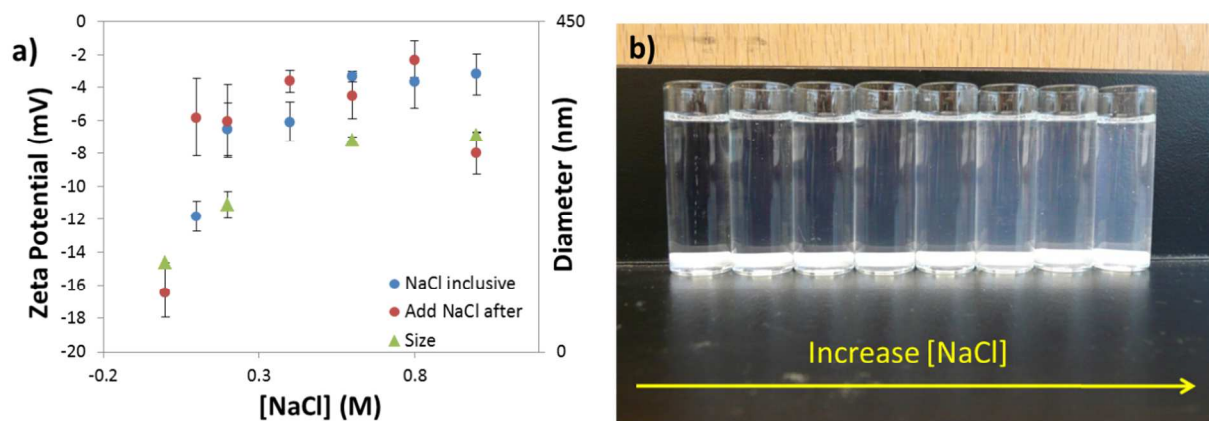 a)
Zeta Potential (mV)
0
-2
-4
-6
-8
-10
-12
-14
-16
-18
-20
-0.2
0.3
0.8
[NaCl] (M)
450
0
Diameter (nm)
NaCl inclusive
Add NaCl after
Size
b)
Increase [NaCl]